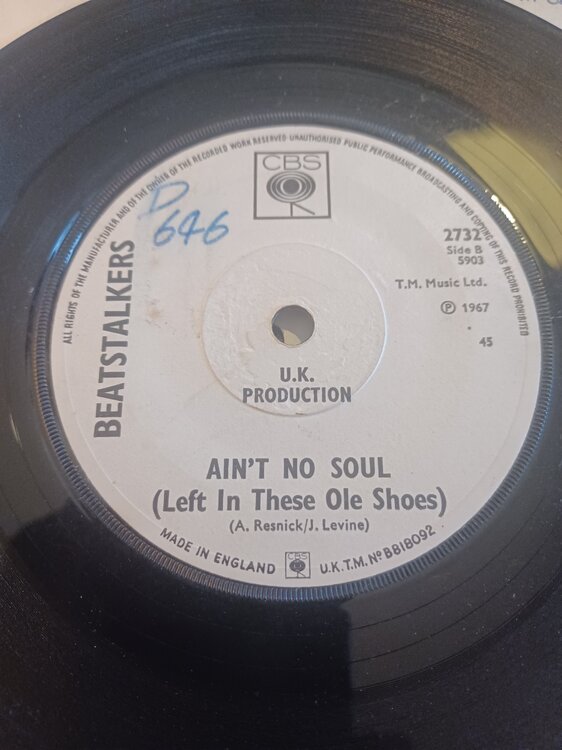 ALL RIGHTS OF THE MANUFACTURER AND OF THE OWNER OF THE RECORDED WORK RESERVED UNAUTHORISED PUBLIC PERFORMANCE BROADCASTING AND COPYING OF THIS RECORD PROHIBITED
CBS
D
646
2732
Side B
5903
T.M. Music Ltd.
℗ 1967
45
BEATSTALKERS
U.K.
PRODUCTION
AIN'T NO SOUL
(Left In These Ole Shoes)
(A. Resnick/J. Levine)
MADE IN ENGLAND CBS U.K.T.M. Nº B818092